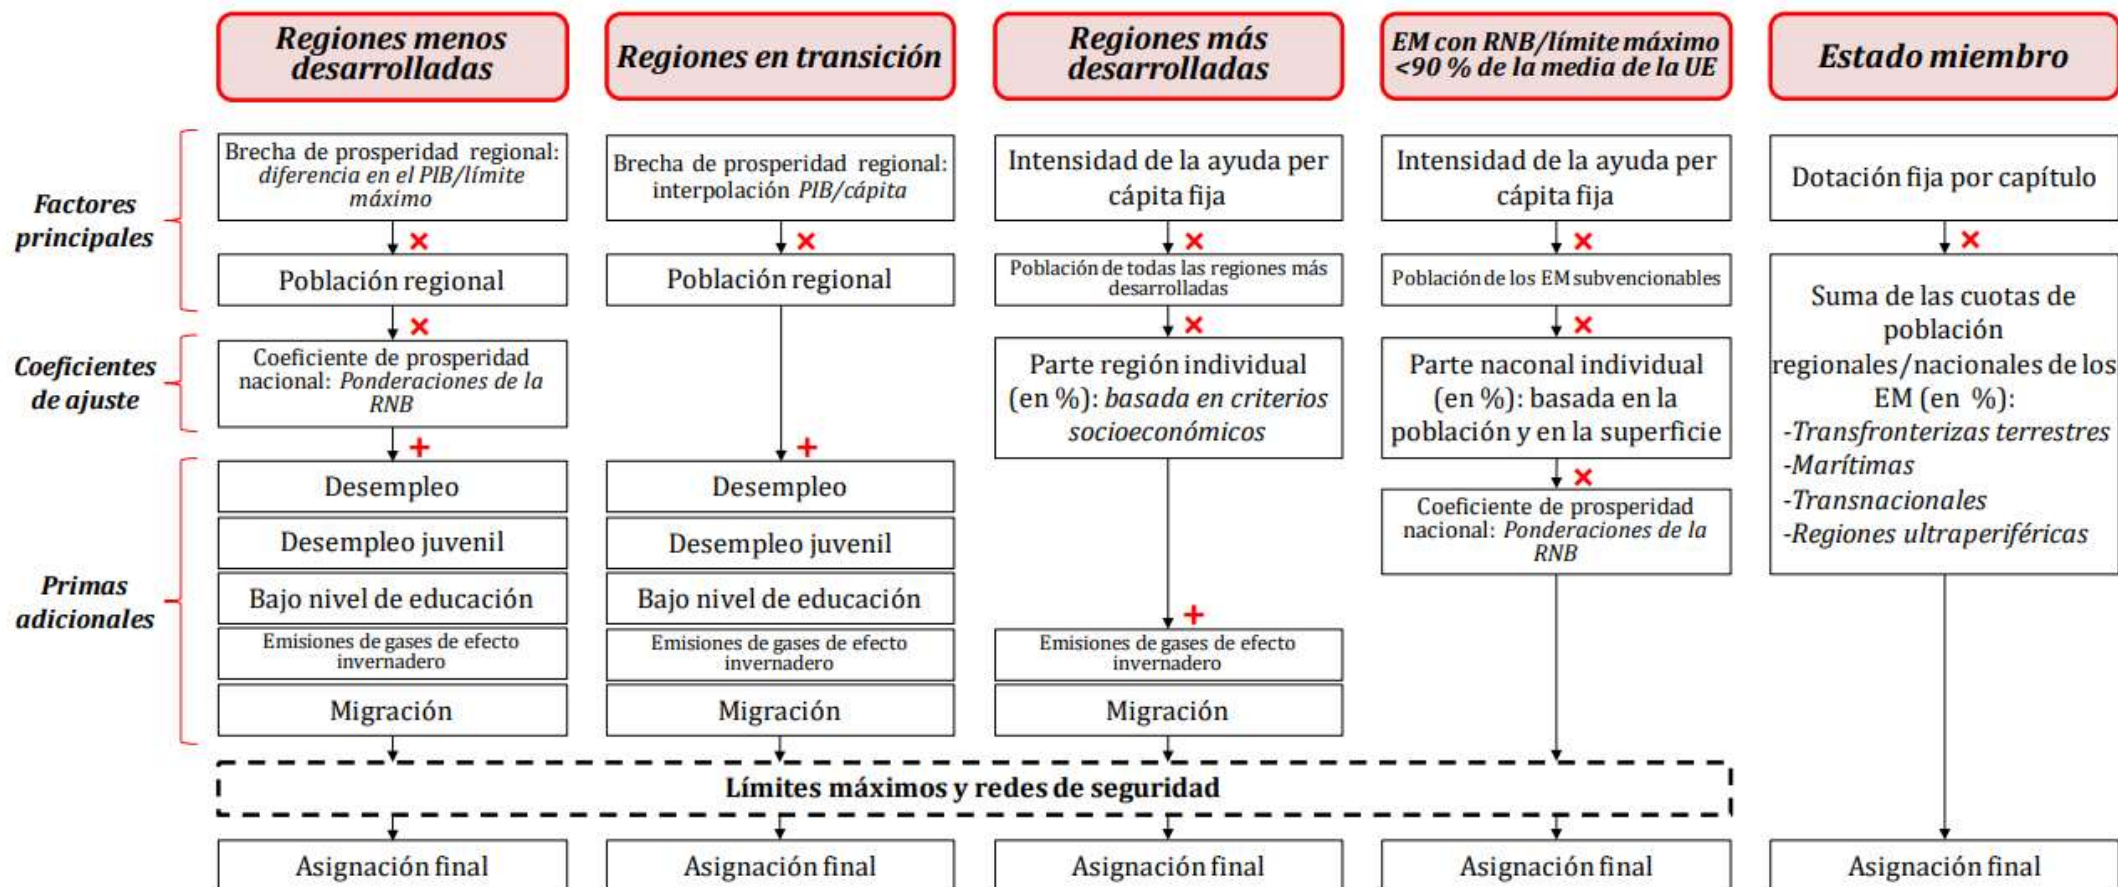 Regiones menos
desarrolladas
Regiones en transición
Regiones más
desarrolladas
EM con RNB/límite máximo
<90 % de la media de la UE
Estado miembro
Factores
principales
Brecha de prosperidad regional:
diferencia en el PIB/límite
máximo
×
Población regional
×
Brecha de prosperidad regional:
interpolación PIB/cápita
×
Población regional
Intensidad de la ayuda per
cápita fija
×
Población de todas las regiones más
desarrolladas
×
Intensidad de la ayuda per
cápita fija
×
Población de los EM subvencionables
×
Dotación fija por capítulo
×
Suma de las cuotas de
población
regionales/nacionales de los
EM (en %):
-Transfronterizas terrestres
-Marítimas
-Transnacionales
-Regiones ultraperiféricas
Coeficientes
de ajuste
Coeficiente de prosperidad
nacional: Ponderaciones de la
RNB
+
+
Parte región individual
(en %): basada en criterios
socioeconómicos
Parte naconal individual
(en %): basada en la
población y en la superficie
×
Coeficiente de prosperidad
nacional: Ponderaciones de la
RNB
Primas
adicionales
Desempleo
Desempleo juvenil
Bajo nivel de educación
Emisiones de gases de efecto
invernadero
Migración
Desempleo
Desempleo juvenil
Bajo nivel de educación
Emisiones de gases de efecto
invernadero
Migración
+
Emisiones de gases de efecto
invernadero
Migración
Límites máximos y redes de seguridad
Asignación final
Asignación final
Asignación final
Asignación final
Asignación final